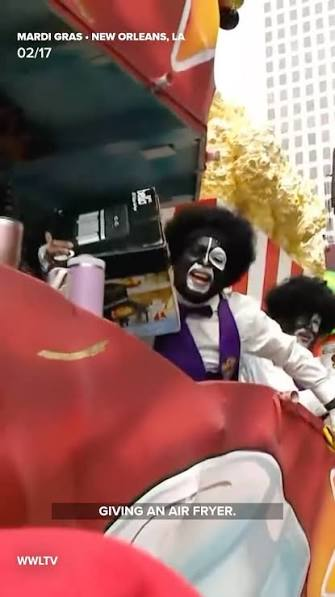 MARDI GRAS • NEW ORLEANS, LA
02/17
GIVING AN AIR FRYER.
WWLTV